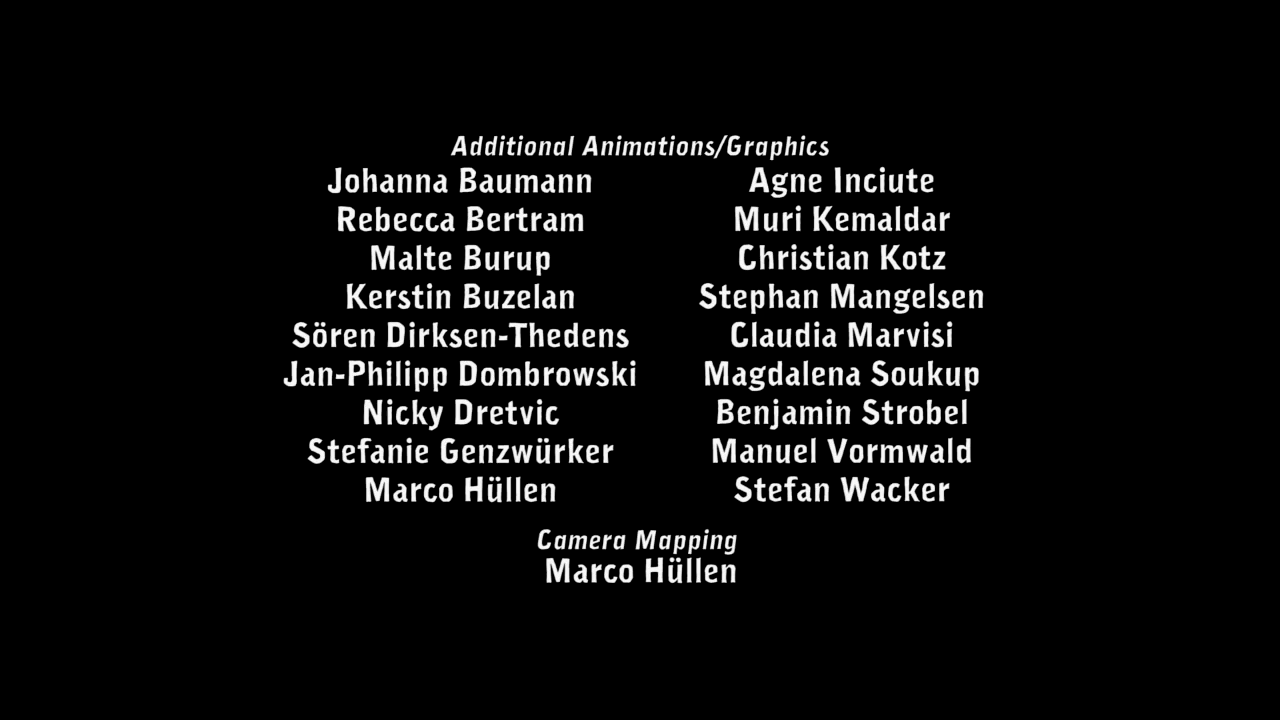 Additional Animations/Graphics
Johanna Baumann
Rebecca Bertram
Malte Burup
Kerstin Buzelan
Sören Dirksen-Thedens
Jan-Philipp Dombrowski
Nicky Dretvic
Stefanie Genzwürker
Marco Hüllen
Agne Inciute
Muri Kemaldar
Christian Kotz
Stephan Mangelsen
Claudia Marvisi
Magdalena Soukup
Benjamin Strobel
Manuel Vormwald
Stefan Wacker
Camera Mapping
Marco Hüllen